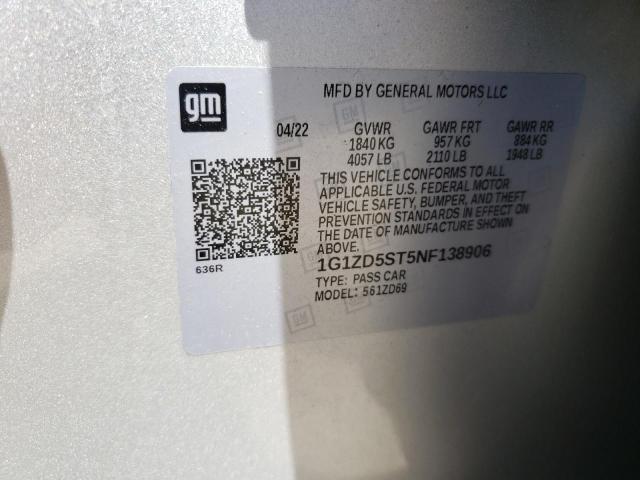 gm
MFD BY GENERAL MOTORS LLC
04/22 GVWR GAWR FRT GAWR RR
1840 KG 957 KG 884 KG
4057 LB 2110 LB 1948 LB
THIS VEHICLE CONFORMS TO ALL
APPLICABLE U.S. FEDERAL MOTOR
VEHICLE SAFETY, BUMPER, AND THEFT
PREVENTION STANDARDS IN EFFECT ON
THE DATE OF MANUFACTURE SHOWN
ABOVE.
636R
1G1ZD5ST5NF138906
TYPE: PASS CAR
MODEL: 561ZD69